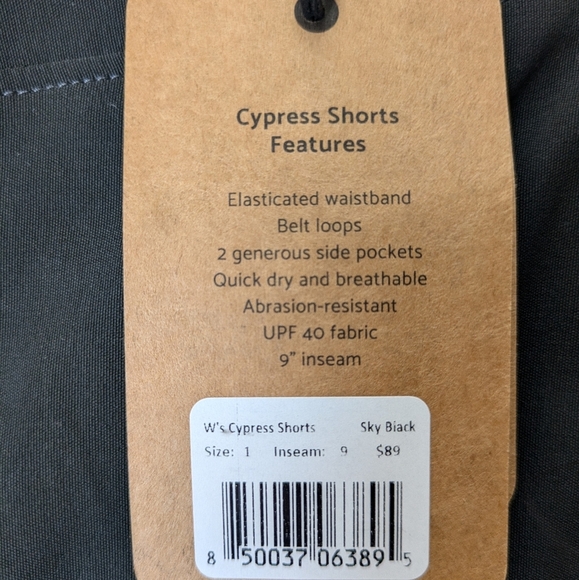 Cypress Shorts
Features
Elasticated waistband
Belt loops
2 generous side pockets
Quick dry and breathable
Abrasion-resistant
UPF 40 fabric
9" inseam
W's Cypress Shorts Sky Black
Size: 1 Inseam: 9 $89
8 50037 06389 5